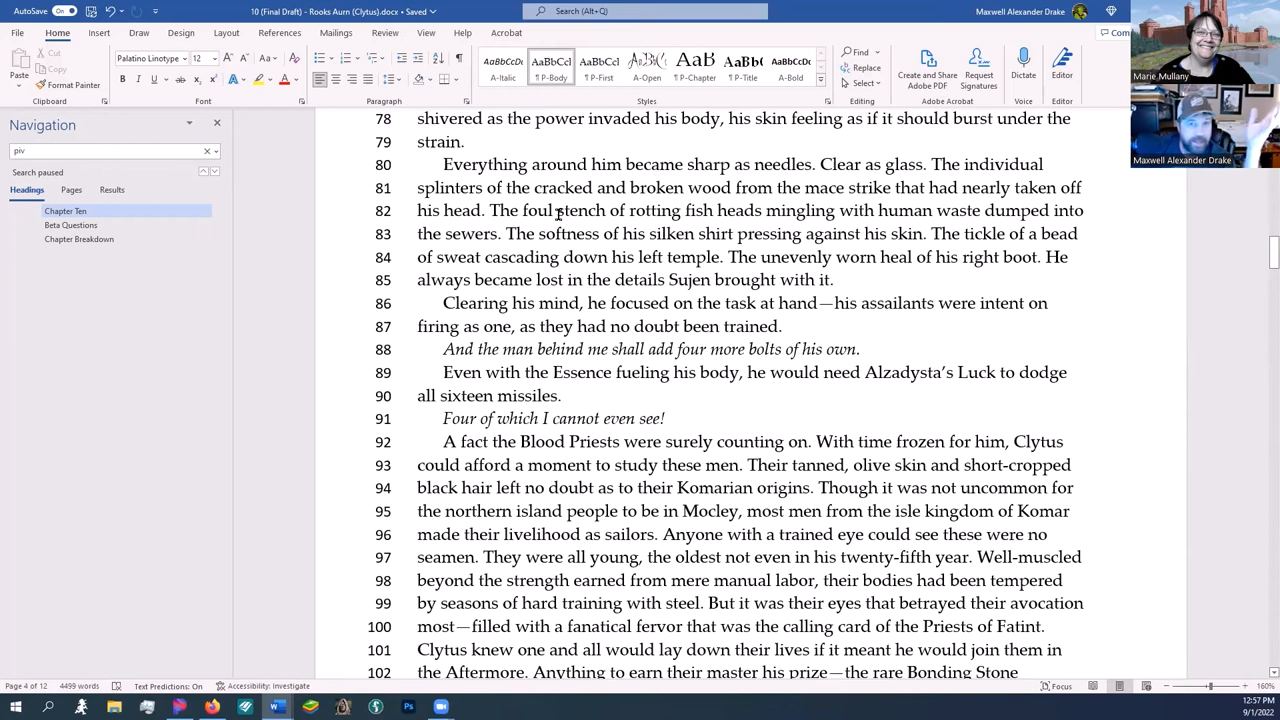 AutoSave On
10 (Final Draft) - Rooks Aurn (Clytus).docx • Saved
Search (Alt+Q)
Maxwell Alexander Drake
File Home Insert Draw Design Layout References Mailings Review View Help Acrobat
Com
Paste
Cut
Copy
Format Painter
Clipboard
Palatino Linotype 12
Font
Paragraph
AaBbCcDc AaBbCcI AaBbCcI AaBbC AaBbC AaBbC AaBbCcI
A-Italic ¶ P-Body ¶ P-First A-Open ¶ P-Chapter ¶ P-Title A-Bold
Styles
Find
Replace
Select
Editing
Create and Share Adobe PDF
Request Signatures
Adobe Acrobat
Dictate
Voice
Editor
Editor
Marie Mullany
Maxwell Alexander Drake
Navigation
piv
Search paused
Headings Pages Results
Chapter Ten
Beta Questions
Chapter Breakdown
78 shivered as the power invaded his body, his skin feeling as if it should burst under the
79 strain.
80 Everything around him became sharp as needles. Clear as glass. The individual
81 splinters of the cracked and broken wood from the mace strike that had nearly taken off
82 his head. The foul stench of rotting fish heads mingling with human waste dumped into
83 the sewers. The softness of his silken shirt pressing against his skin. The tickle of a bead
84 of sweat cascading down his left temple. The unevenly worn heal of his right boot. He
85 always became lost in the details Sujen brought with it.
86 Clearing his mind, he focused on the task at hand—his assailants were intent on
87 firing as one, as they had no doubt been trained.
88 And the man behind me shall add four more bolts of his own.
89 Even with the Essence fueling his body, he would need Alzadysta’s Luck to dodge
90 all sixteen missiles.
91 Four of which I cannot even see!
92 A fact the Blood Priests were surely counting on. With time frozen for him, Clytus
93 could afford a moment to study these men. Their tanned, olive skin and short-cropped
94 black hair left no doubt as to their Komarian origins. Though it was not uncommon for
95 the northern island people to be in Mocley, most men from the isle kingdom of Komar
96 made their livelihood as sailors. Anyone with a trained eye could see these were no
97 seamen. They were all young, the oldest not even in his twenty-fifth year. Well-muscled
98 beyond the strength earned from mere manual labor, their bodies had been tempered
99 by seasons of hard training with steel. But it was their eyes that betrayed their avocation
100 most—filled with a fanatical fervor that was the calling card of the Priests of Fatint.
101 Clytus knew one and all would lay down their lives if it meant he would join them in
102 the Aftermore. Anything to earn their master his prize—the rare Bonding Stone
Page 4 of 12 4499 words Text Predictions: On Accessibility: Investigate
Focus
160%
12:57 PM
9/1/2022